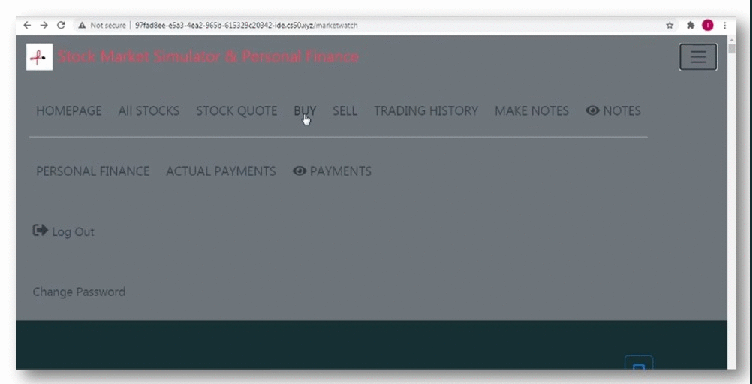 Not secure | 97fad8ee-e5a3-4ea2-965d-615329c20942-ide.cs50.xyz/marketwatch
Stock Market Simulator & Personal Finance
HOMEPAGE All STOCKS STOCK QUOTE BUY SELL TRADING HISTORY MAKE NOTES NOTES
PERSONAL FINANCE ACTUAL PAYMENTS PAYMENTS
Log Out
Change Password